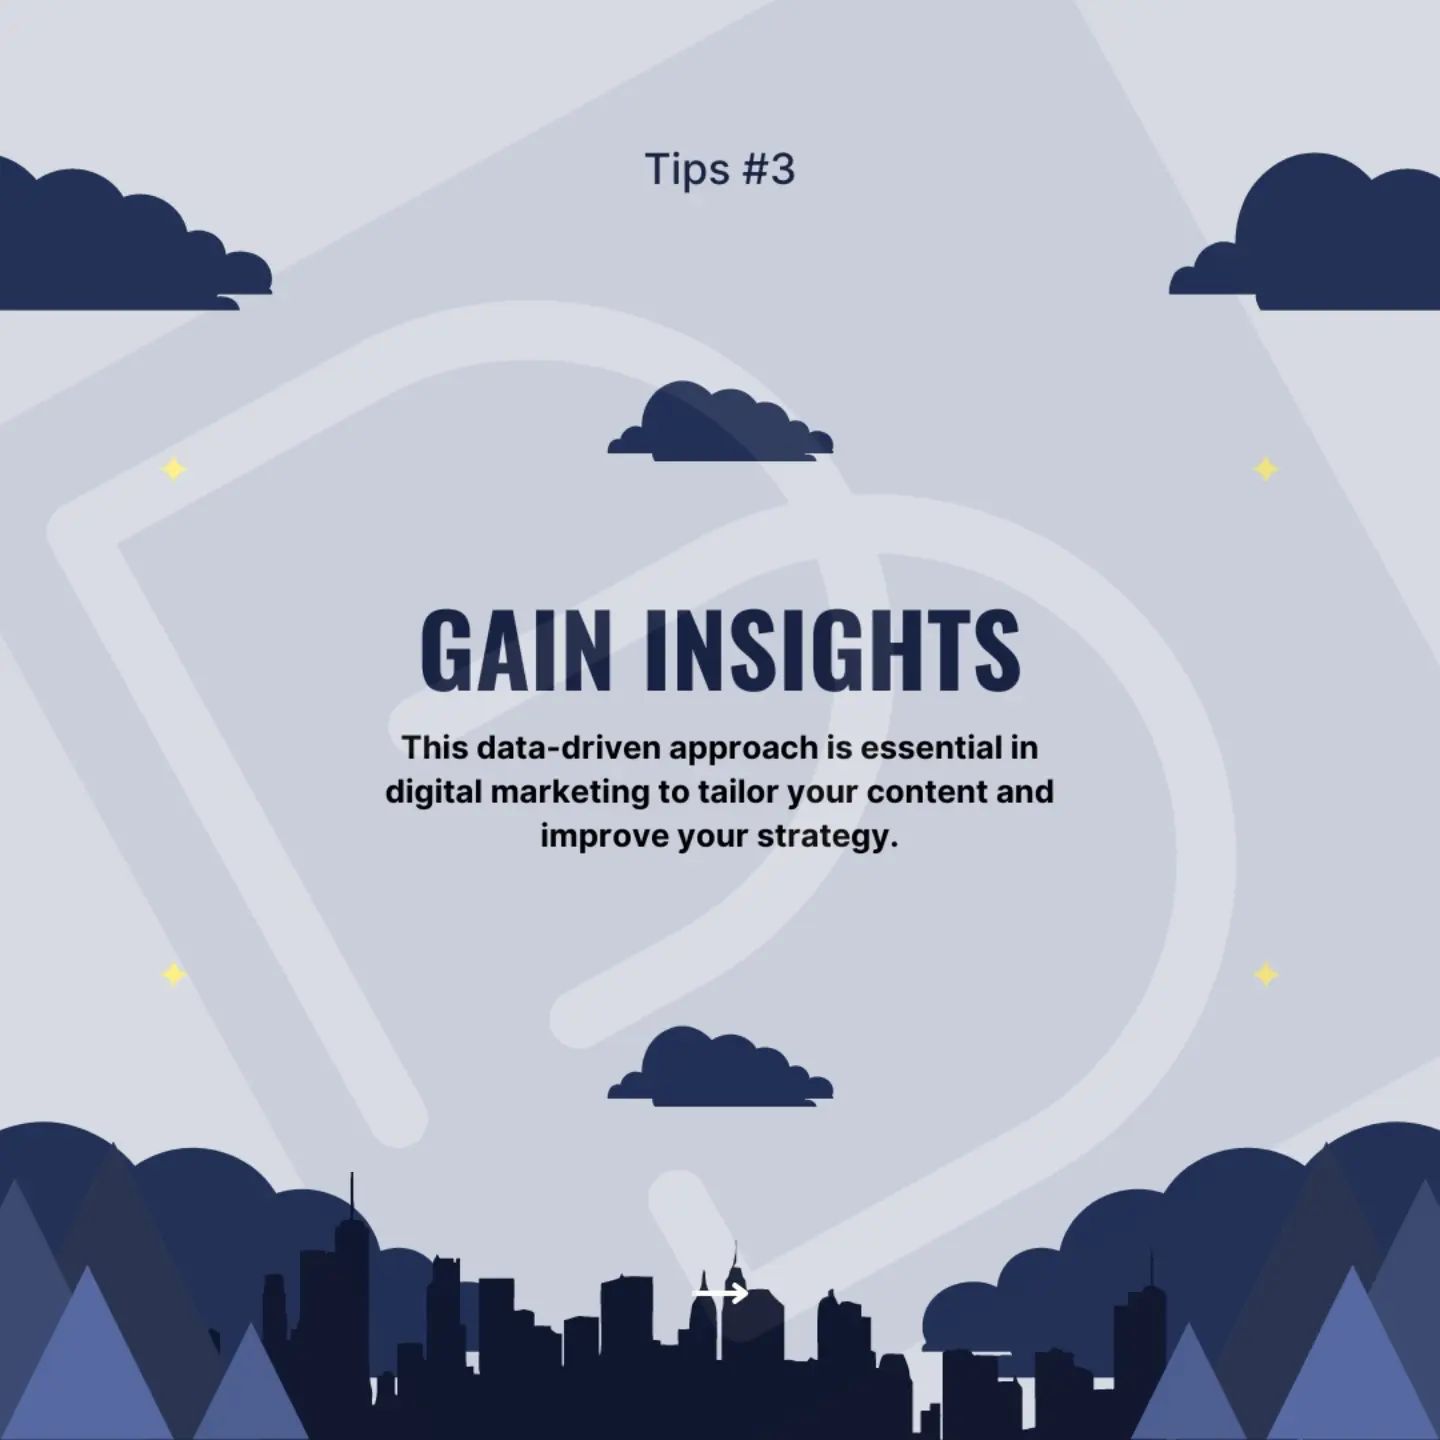 Tips #3
GAIN INSIGHTS
This data-driven approach is essential in
digital marketing to tailor your content and
improve your strategy.